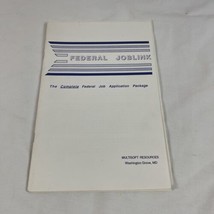 FEDERAL JOBLINK
The Complete Federal Job Application Package
MULTISOFT RESOURCES
Washington Grove, MD